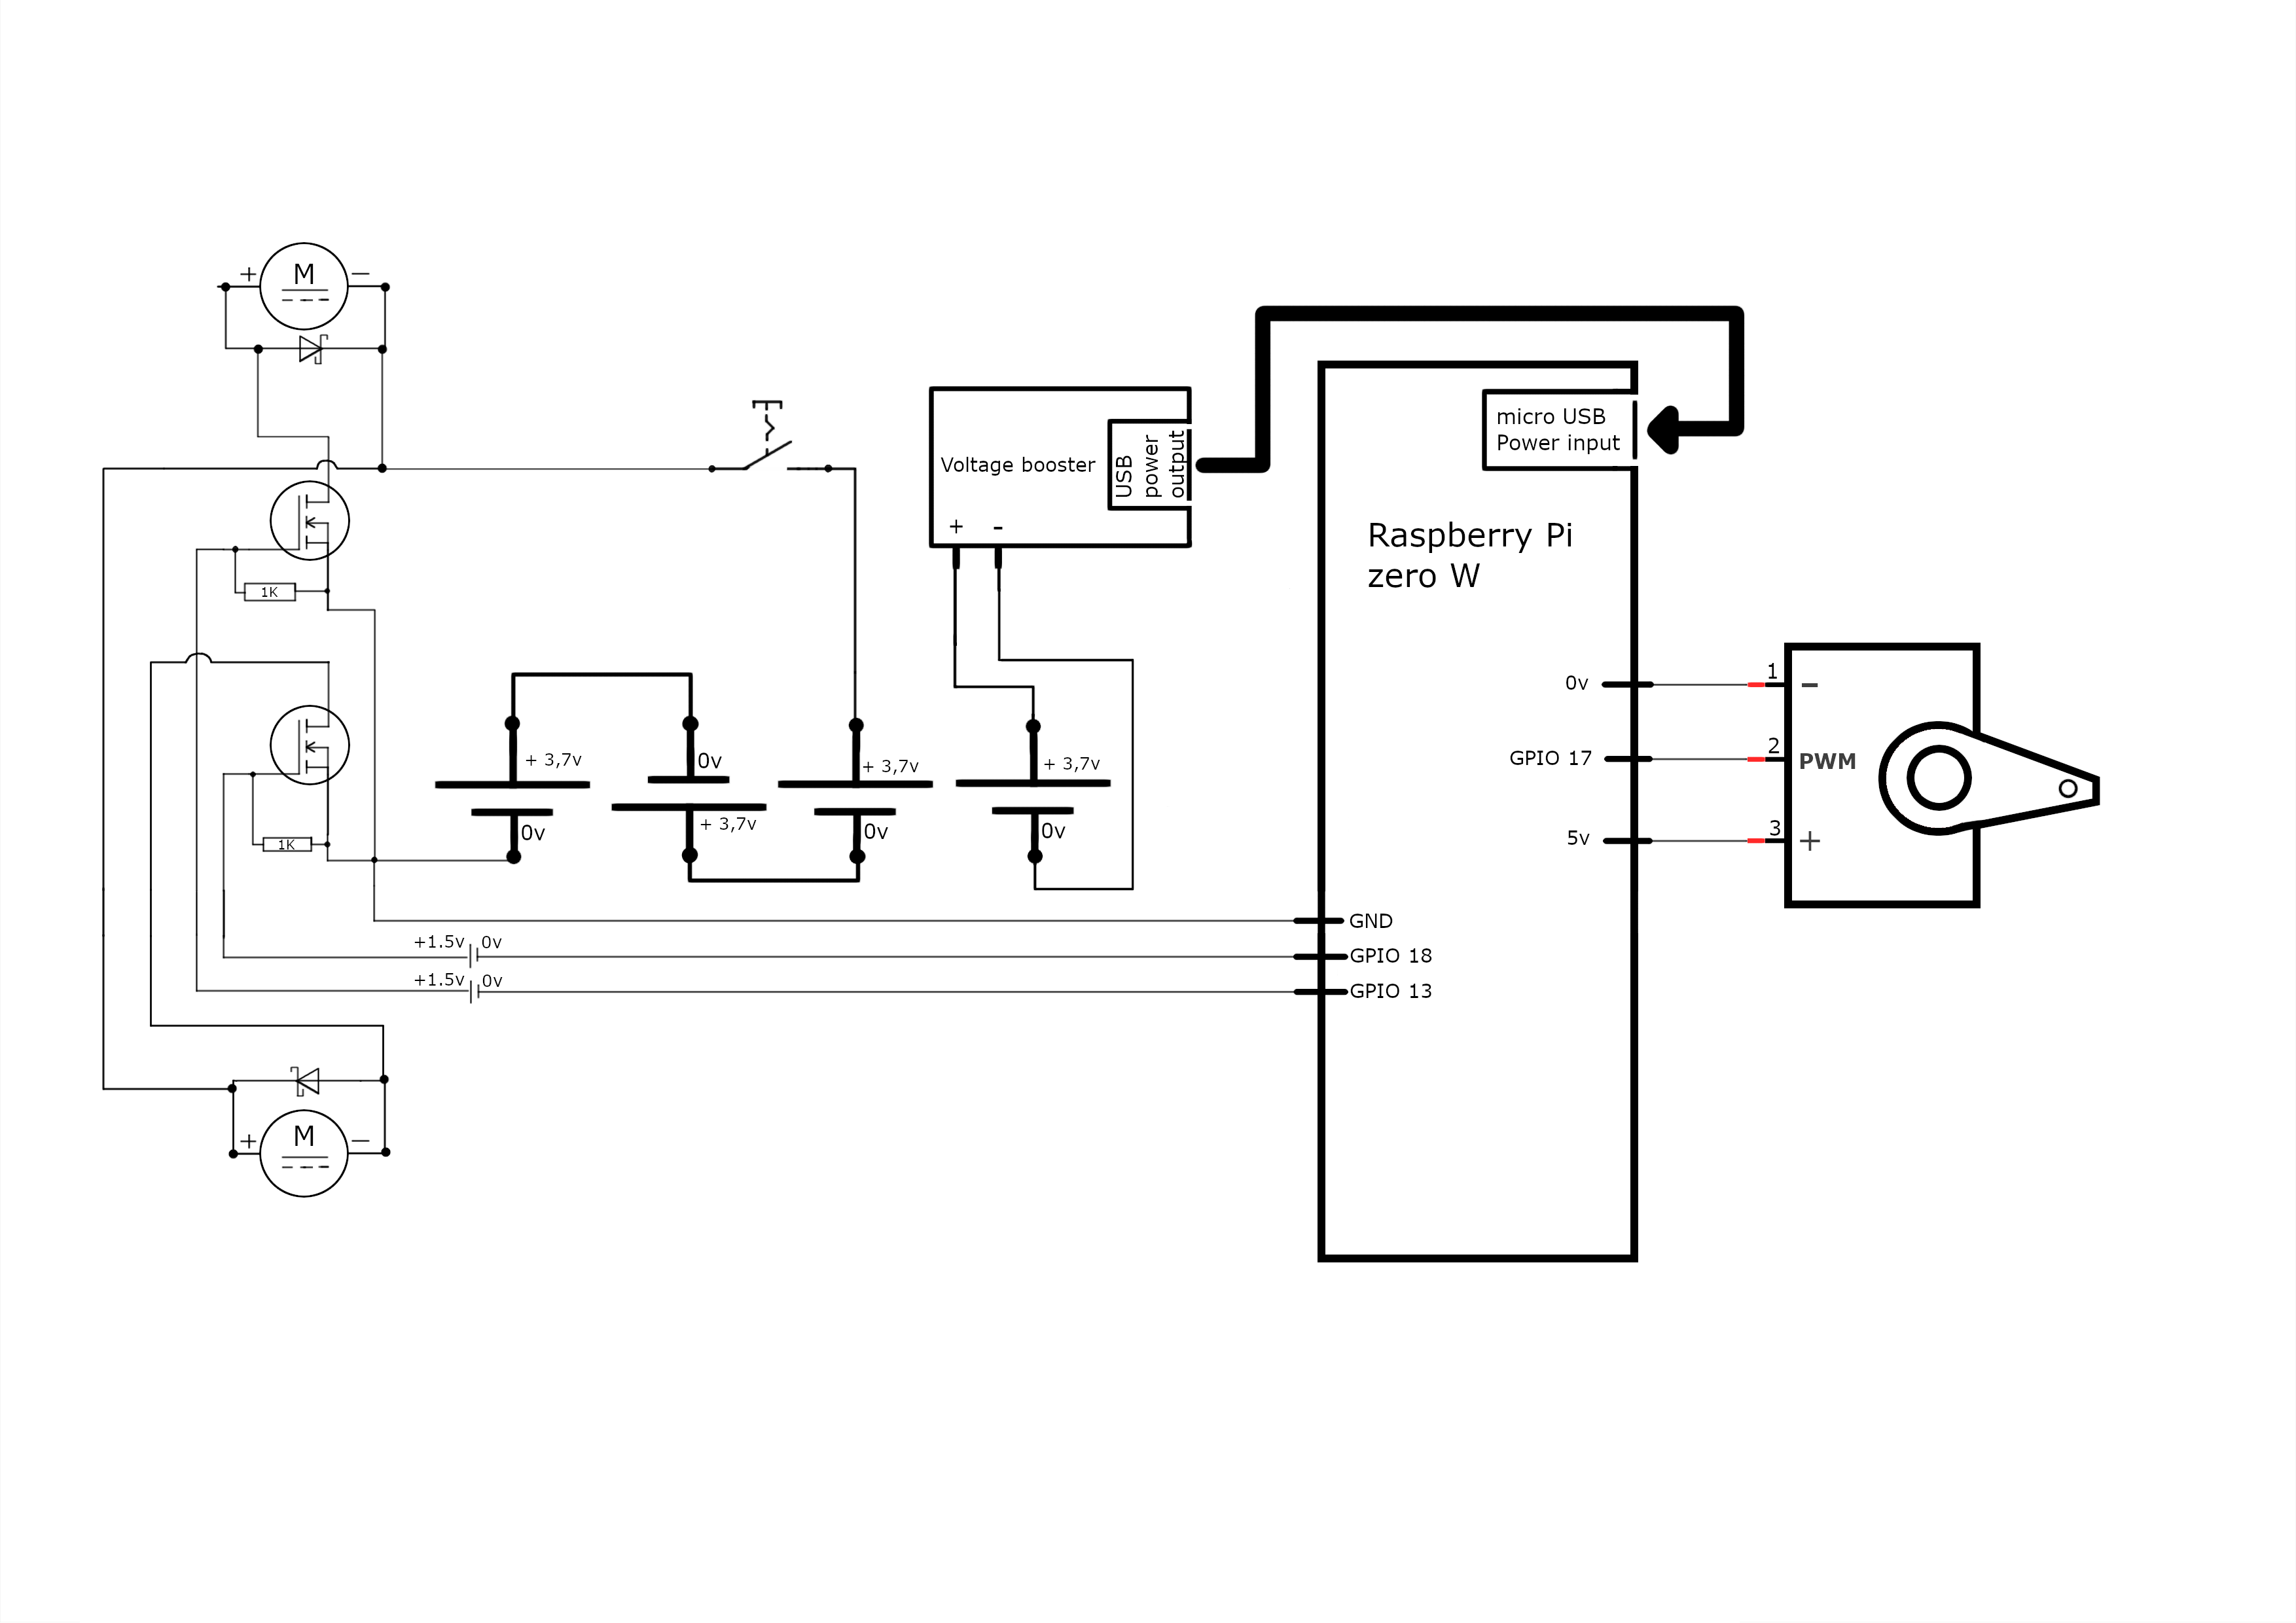 + M −
1K
1K
+ 3,7v
0v
0v
+ 3,7v
+ 3,7v
0v
+ 3,7v
0v
Voltage booster
USB
power
output
+ -
micro USB
Power input
Raspberry Pi
zero W
0v
GPIO 17
5v
1 −
2 PWM
3 +
GND
GPIO 18
GPIO 13
+1.5v 0v
+1.5v 0v
+ M −